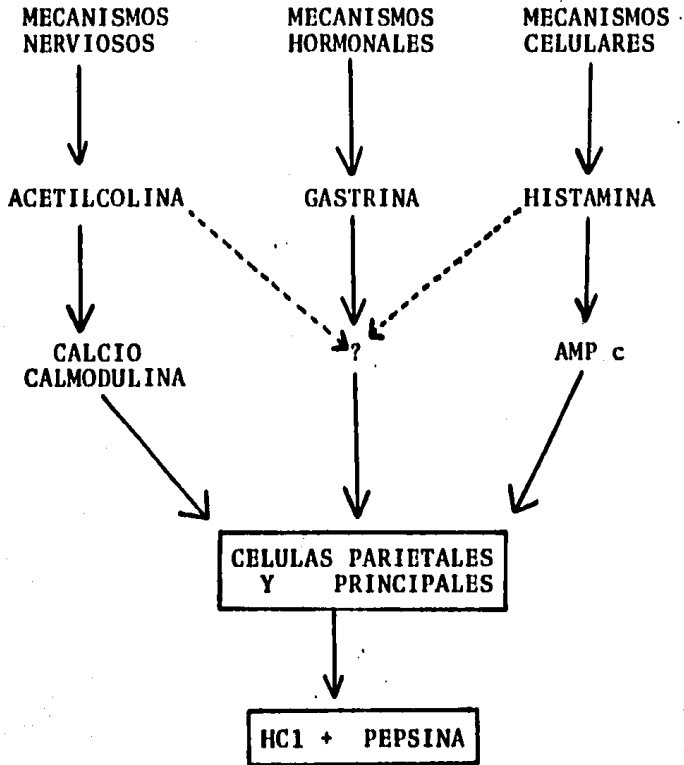 MECANISMOS
NERVIOSOS
MECANISMOS
HORMONALES
MECANISMOS
CELULARES
ACETILCOLINA
GASTRINA
HISTAMINA
CALCIO
CALMODULINA
?
AMP c
CELULAS PARIETALES
Y PRINCIPALES
HCl + PEPSINA